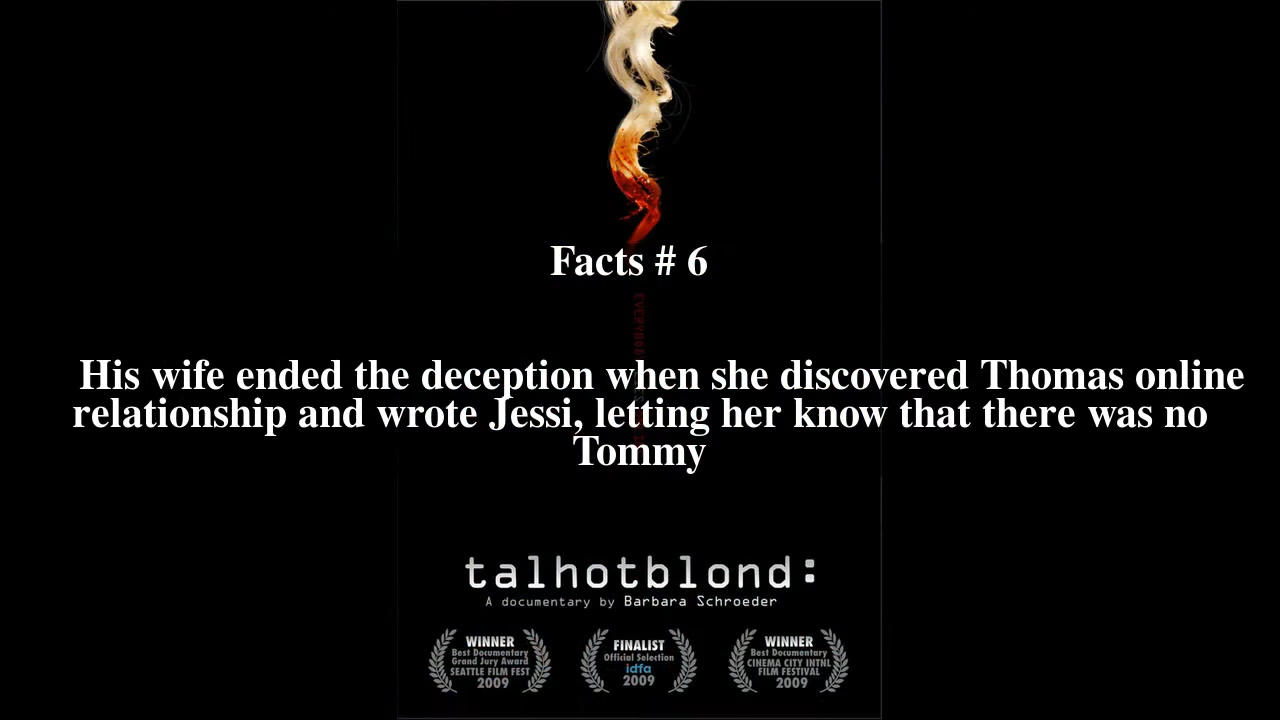 Facts # 6
His wife ended the deception when she discovered Thomas online
relationship and wrote Jessi, letting her know that there was no
Tommy
talhotblond:
A documentary by Barbara Schroeder
WINNER
Best Documentary
Grand Jury Award
SEATTLE FILM FEST
2009
FINALIST
Official Selection
idfa
2009
WINNER
Best Documentary
CINEMA CITY INTNL
FILM FESTIVAL
2009